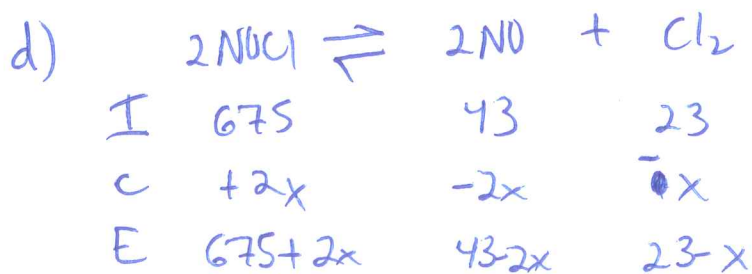 d) 2NOCl ⇌ 2NO + Cl2
I 675 43 23
C +2x -2x -x
E 675+2x 43-2x 23-x